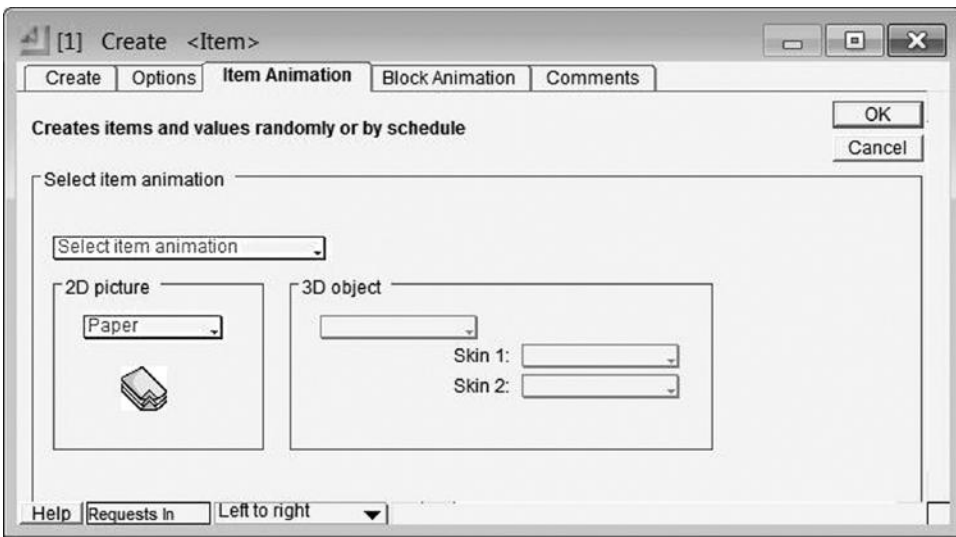 [1] Create <Item>
Create Options Item Animation Block Animation Comments
OK
Creates items and values randomly or by schedule
Cancel
Select item animation
Select item animation
2D picture 3D object
Paper
Skin 1:
Skin 2:
Help Requests In Left to right